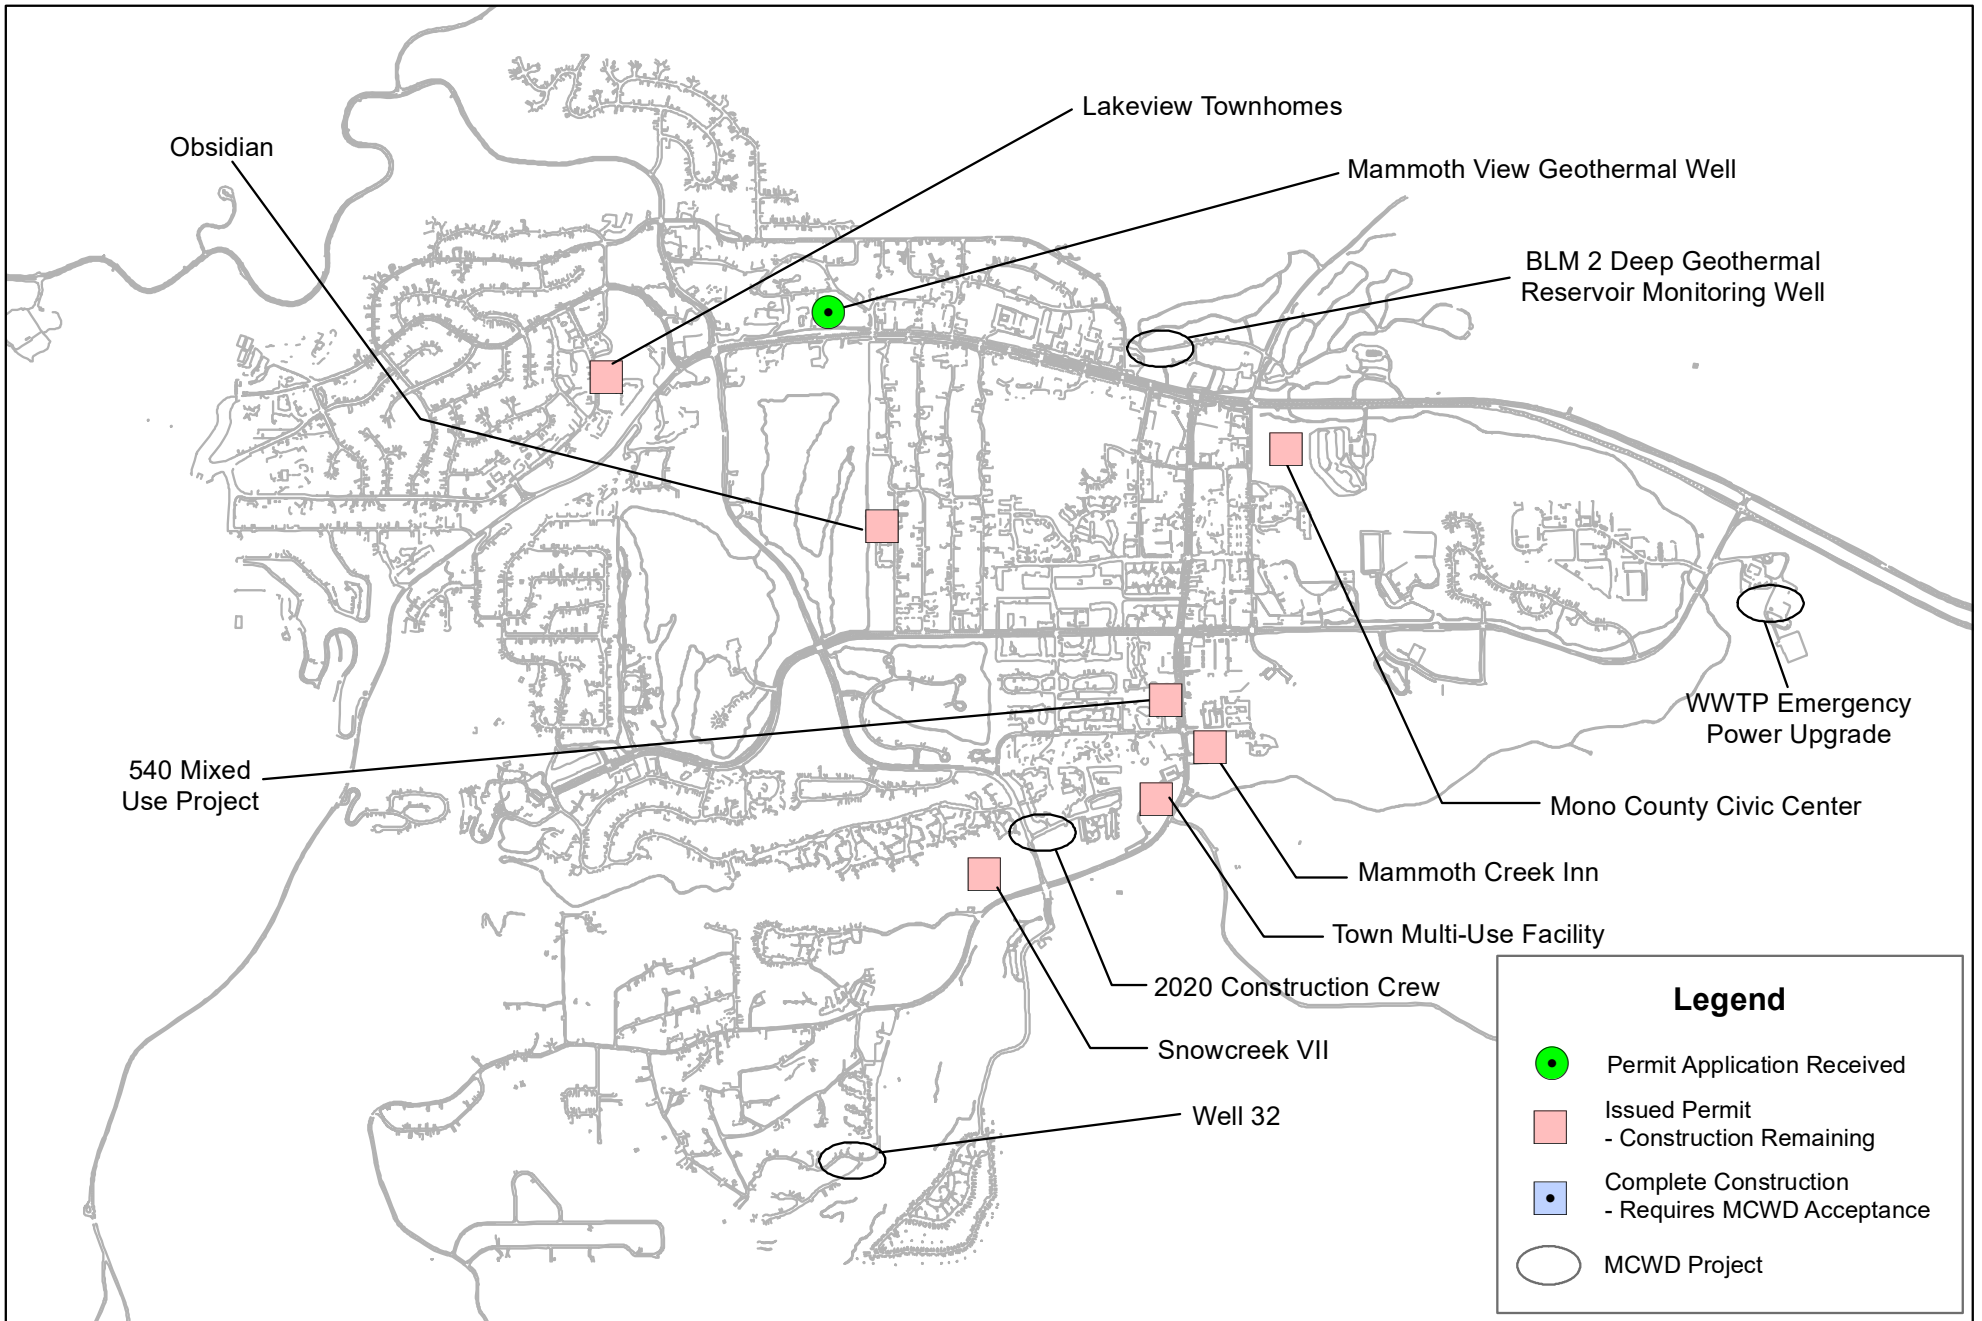 Lakeview Townhomes
Obsidian
Mammoth View Geothermal Well
BLM 2 Deep Geothermal
Reservoir Monitoring Well
WWTP Emergency
Power Upgrade
540 Mixed
Use Project
Mono County Civic Center
Mammoth Creek Inn
Town Multi-Use Facility
2020 Construction Crew
Snowcreek VII
Well 32
Legend
Permit Application Received
Issued Permit
- Construction Remaining
Complete Construction
- Requires MCWD Acceptance
MCWD Project